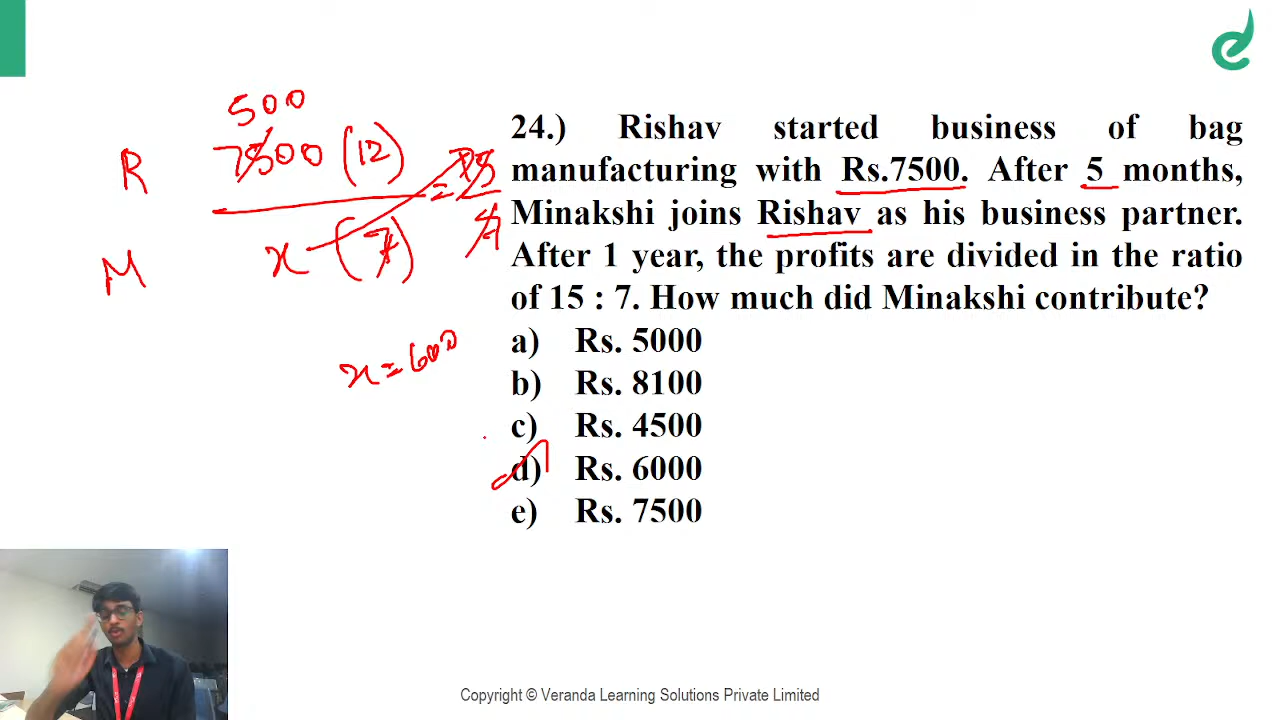 500
R 7500 (12) = 15
M x (7) 7
x = 6000
24.) Rishav started business of bag
manufacturing with Rs.7500. After 5 months,
Minakshi joins Rishav as his business partner.
After 1 year, the profits are divided in the ratio
of 15 : 7. How much did Minakshi contribute?
a) Rs. 5000
b) Rs. 8100
c) Rs. 4500
d) Rs. 6000
e) Rs. 7500
Copyright © Veranda Learning Solutions Private Limited